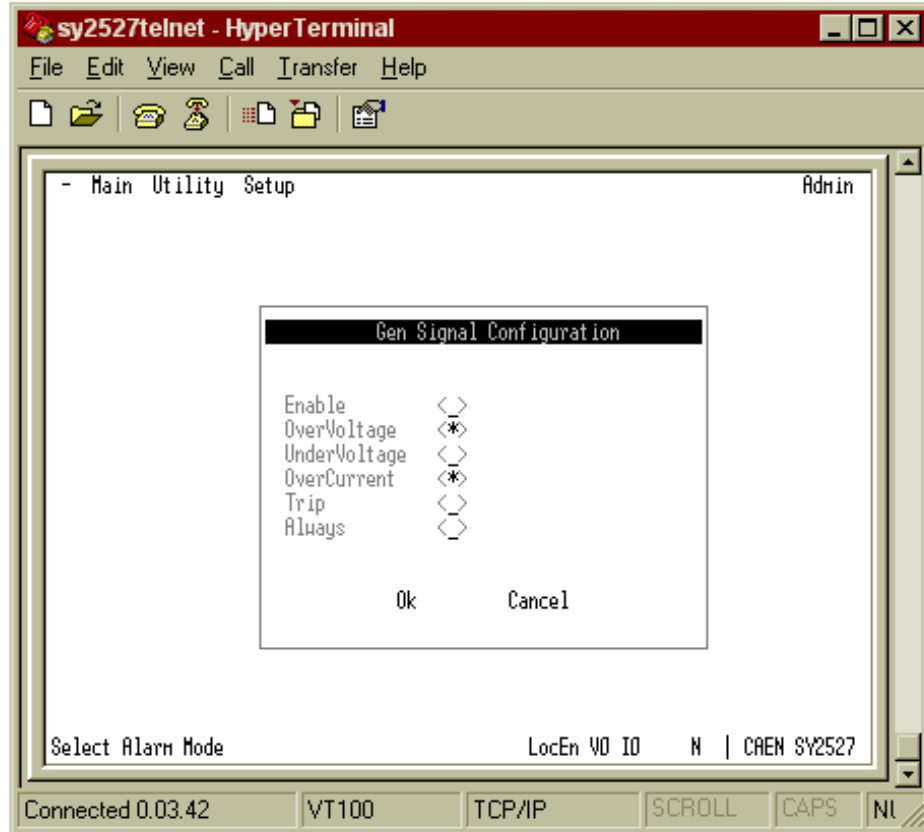 sy2527telnet - HyperTerminal
File Edit View Call Transfer Help
- Main Utility Setup Admin
Gen Signal Configuration
Enable <_>
OverVoltage <*>
UnderVoltage <_>
OverCurrent <*>
Trip <_>
Always <_>
Ok Cancel
Select Alarm Mode LocEn V0 I0 N | CAEN SY2527
Connected 0.03.42 VT100 TCP/IP SCROLL CAPS